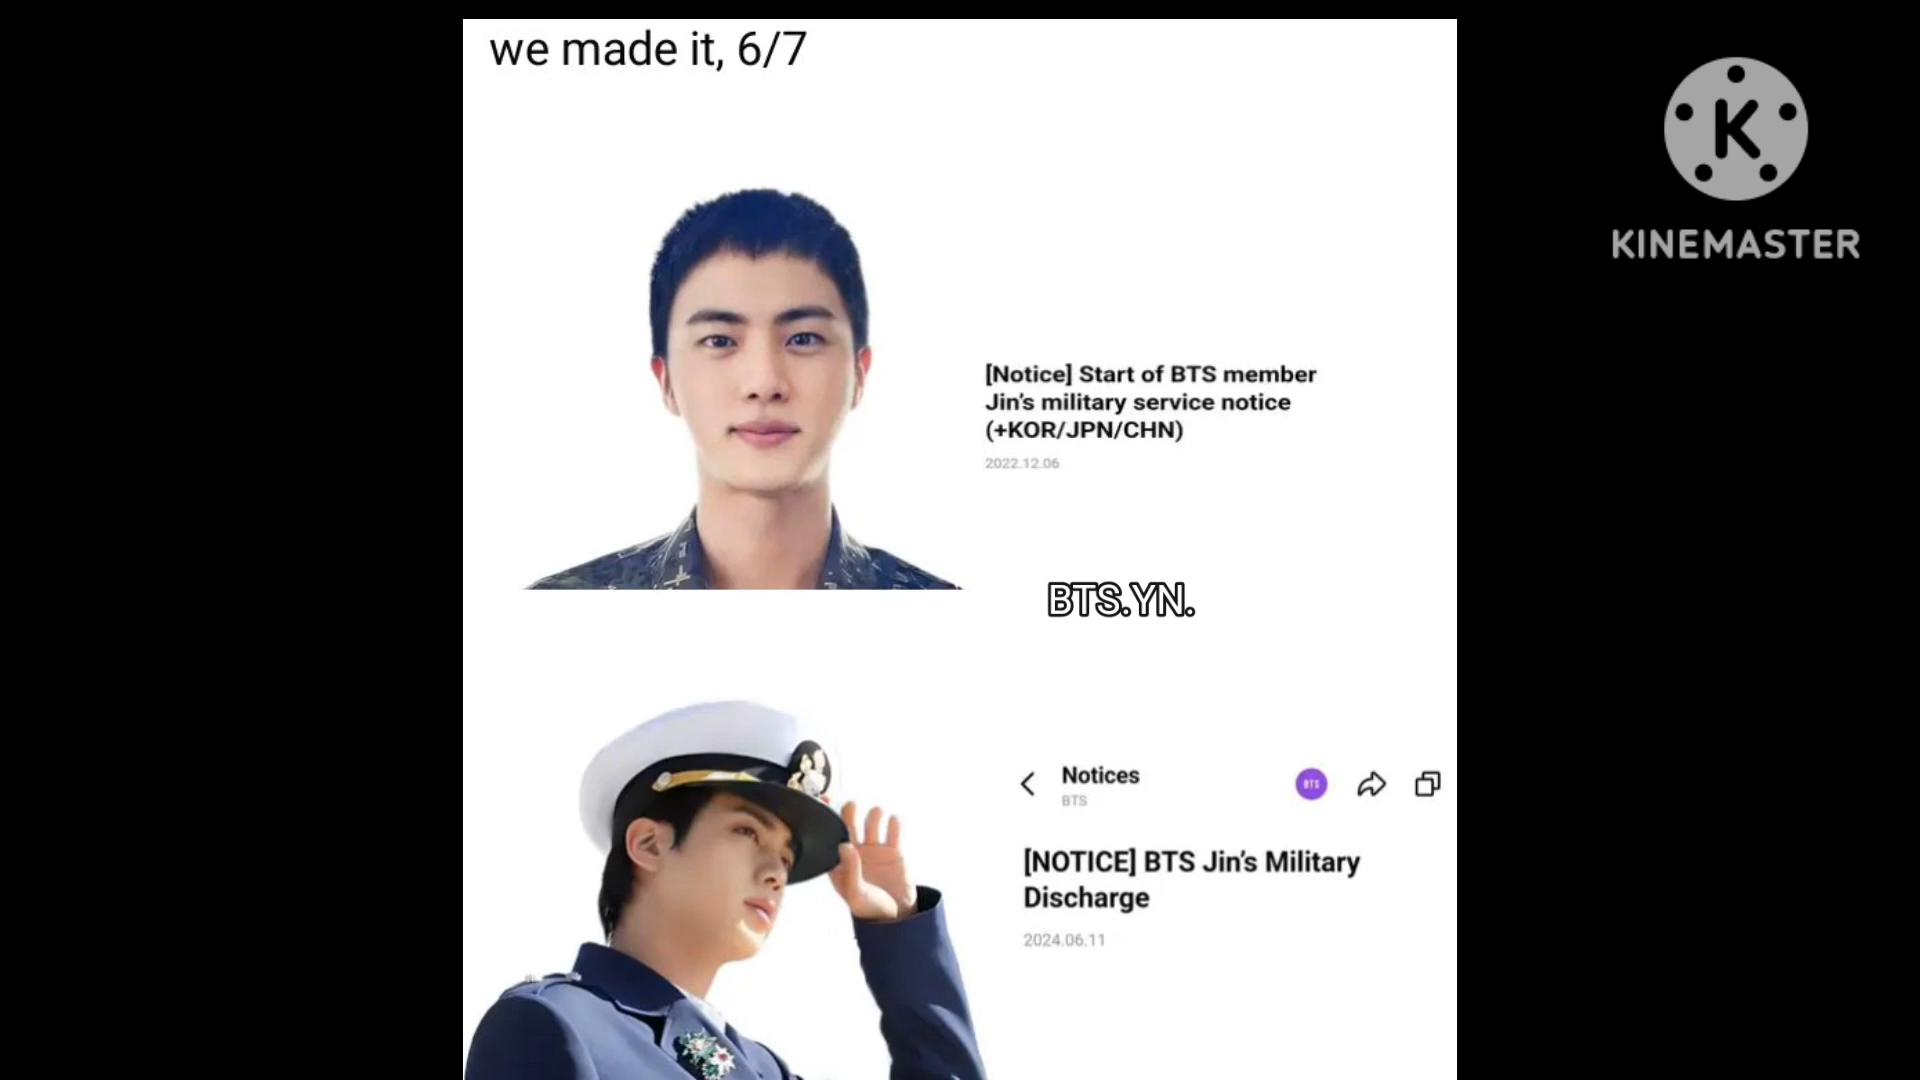 we made it, 6/7
K
KINEMASTER
[Notice] Start of BTS member
Jin's military service notice
(+KOR/JPN/CHN)
2022.12.06
BTS.YN.
Notices
BTS
BTS
[NOTICE] BTS Jin's Military
Discharge
2024.06.11